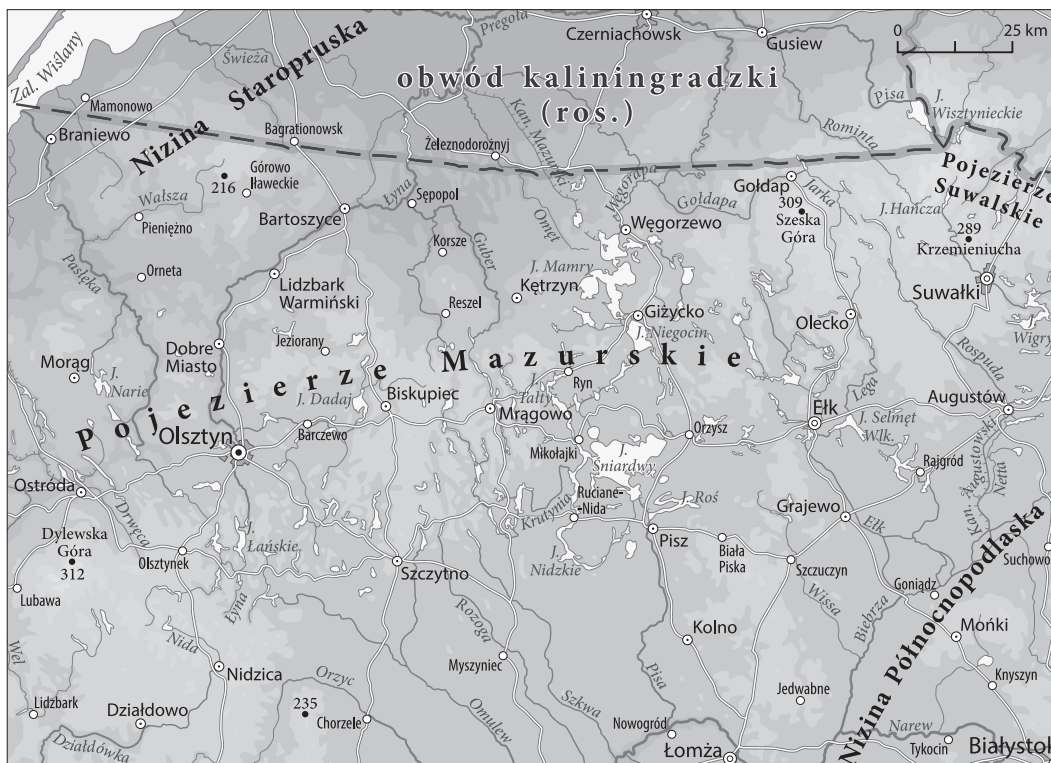 Zal. Wiślany
Świeża
Nizina Staropruska
Pregoła
Czerniachowsk
Gusiew
0 25 km
obwód kaliningradzki
(ros.)
Pisa
J.
Wisztynieckie
Mamonowo
Braniewo
Bagrationowsk
Kan. Mazurski
Żeleznodorożnyj
Rominta
Pojezierze
Suwalskie
216
Górowo
Iławeckie
Wałsza
Pieniężno
Łyna
Sępopol
Bartoszyce
Omęt
Węgorapa
Węgorzewo
Gołdapa
Gołdap
Jarka
309
Szeska
Góra
J. Hańcza
289
Krzemieniucha
Pasłęka
Orneta
Lidzbark
Warmiński
Korsze
Guber
J. Mamry
Kętrzyn
Suwałki
Reszel
Giżycko
J. Niegocin
Olecko
J.
Wigry
Rospuda
Morąg
J.
Narie
Dobre
Miasto
Jeziorany
Pojezierze Mazurskie
J. Dadaj
Biskupiec
J.
Tałty
Ryn
Mrągowo
Lega
Ełk
J. Selmęt
Wlk.
Augustów
Olsztyn
Barczewo
Mikołajki
J.
Śniardwy
Orzysz
Rajgród
Kan. Augustowski
Netta
Ostróda
Drwęca
Ruciane-
Nida
Krutynia
J. Roś
Grajewo
Ełk
Dylewska
Góra
312
Olsztynek
J.
Łańskie
Szczytno
J.
Nidzkie
Pisz
Biała
Piska
Szczuczyn
Suchowo
Lubawa
Łyna
Goniądz
Wissa
Biebrza
Nizina Północnopodlaska
Wel
Nida
Nidzica
Rozoga
Myszyniec
Kolno
Mońki
Pisa
Knyszyn
Lidzbark
Działdowo
Działdówka
235
Orzyc
Chorzele
Omulew
Szkwa
Nowogród
Jedwabne
Łomża
Narew
Tykocin
Białystok